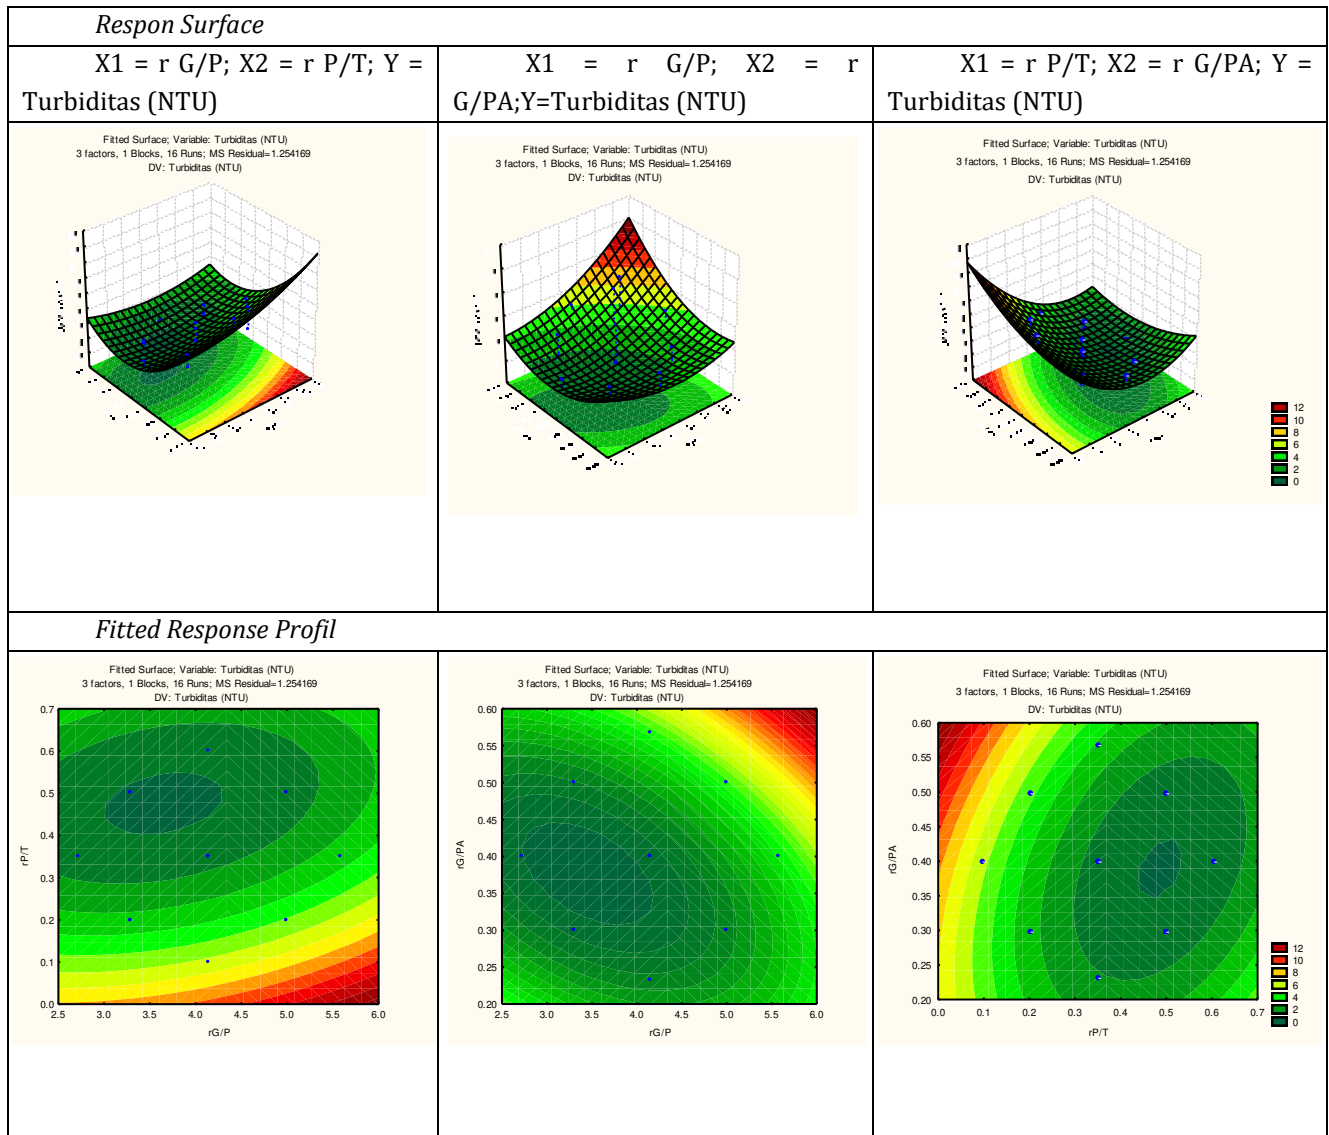 Respon Surface
X1 = r G/P; X2 = r P/T; Y =
Turbiditas (NTU)
X1 = r G/P; X2 = r
G/PA;Y=Turbiditas (NTU)
X1 = r P/T; X2 = r G/PA; Y =
Turbiditas (NTU)
Fitted Surface; Variable: Turbiditas (NTU)
3 factors, 1 Blocks, 16 Runs; MS Residual=1.254169
DV: Turbiditas (NTU)
Fitted Surface; Variable: Turbiditas (NTU)
3 factors, 1 Blocks, 16 Runs; MS Residual=1.254169
DV: Turbiditas (NTU)
Fitted Surface; Variable: Turbiditas (NTU)
3 factors, 1 Blocks, 16 Runs; MS Residual=1.254169
DV: Turbiditas (NTU)
12
10
8
6
4
2
0
Fitted Response Profil
Fitted Surface; Variable: Turbiditas (NTU)
3 factors, 1 Blocks, 16 Runs; MS Residual=1.254169
DV: Turbiditas (NTU)
0.7
0.6
0.5
0.4
0.3
0.2
0.1
0.0
rP/T
2.5 3.0 3.5 4.0 4.5 5.0 5.5 6.0
rG/P
Fitted Surface; Variable: Turbiditas (NTU)
3 factors, 1 Blocks, 16 Runs; MS Residual=1.254169
DV: Turbiditas (NTU)
0.60
0.55
0.50
0.45
0.40
0.35
0.30
0.25
0.20
rG/PA
2.5 3.0 3.5 4.0 4.5 5.0 5.5 6.0
rG/P
Fitted Surface; Variable: Turbiditas (NTU)
3 factors, 1 Blocks, 16 Runs; MS Residual=1.254169
DV: Turbiditas (NTU)
0.60
0.55
0.50
0.45
0.40
0.35
0.30
0.25
0.20
rG/PA
0.0 0.1 0.2 0.3 0.4 0.5 0.6 0.7
rP/T
12
10
8
6
4
2
0